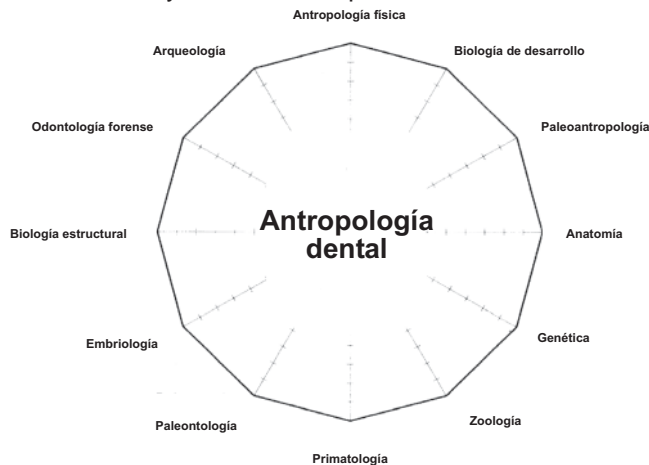 Antropología física
Arqueología
Biología de desarrollo
Odontología forense
Paleoantropología
Antropología
dental
Biología estructural
Anatomía
Embriología
Genética
Paleontología
Zoología
Primatología